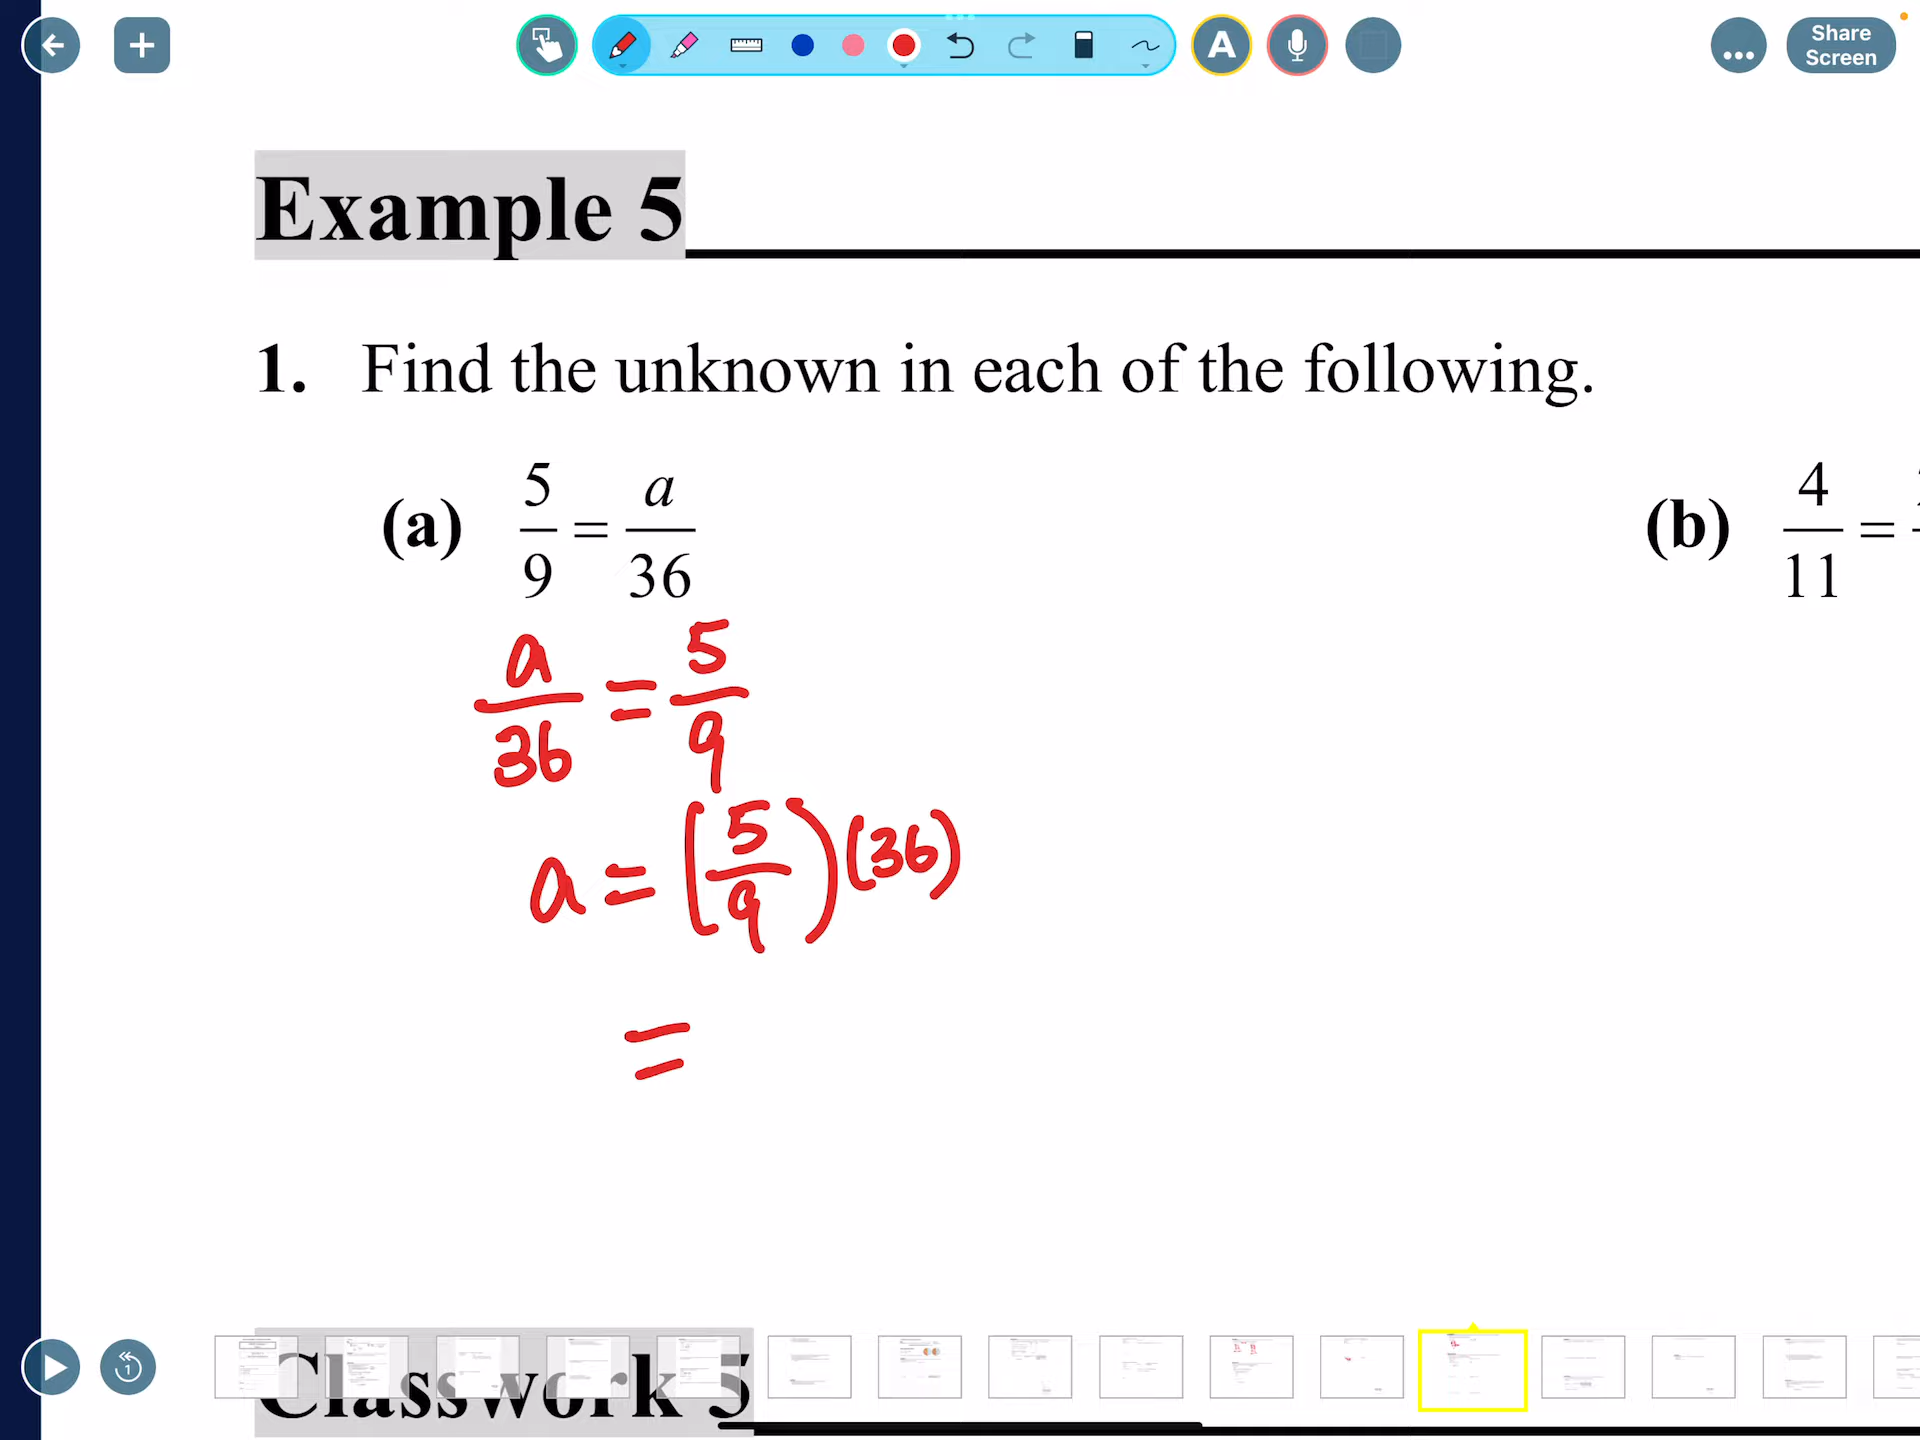 A
Share
Screen
Example 5
1. Find the unknown in each of the following.
(a) 5/9 = a/36
(b) 4/11 =
a/36 = 5/9
a = (5/9)(36)
=
1
Classwork 5